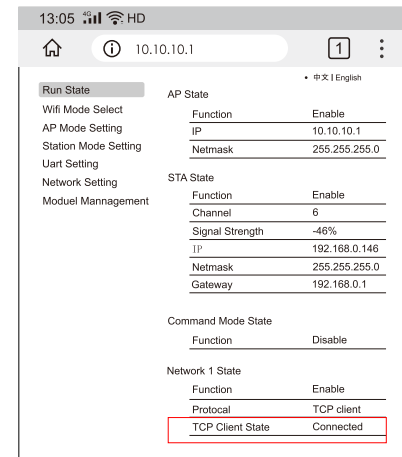 13:05 4G HD
10.10.10.1 1
中文 | English
Run State
Wifi Mode Select
AP Mode Setting
Station Mode Setting
Uart Setting
Network Setting
Moduel Mannagement
AP State
Function Enable
IP 10.10.10.1
Netmask 255.255.255.0
STA State
Function Enable
Channel 6
Signal Strength -46%
IP 192.168.0.146
Netmask 255.255.255.0
Gateway 192.168.0.1
Command Mode State
Function Disable
Network 1 State
Function Enable
Protocal TCP client
TCP Client State Connected